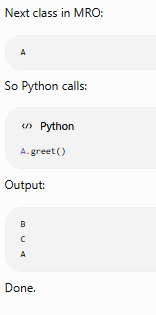 Next class in MRO:
A
So Python calls:
</> Python
A.greet()
Output:
B
C
A
Done.